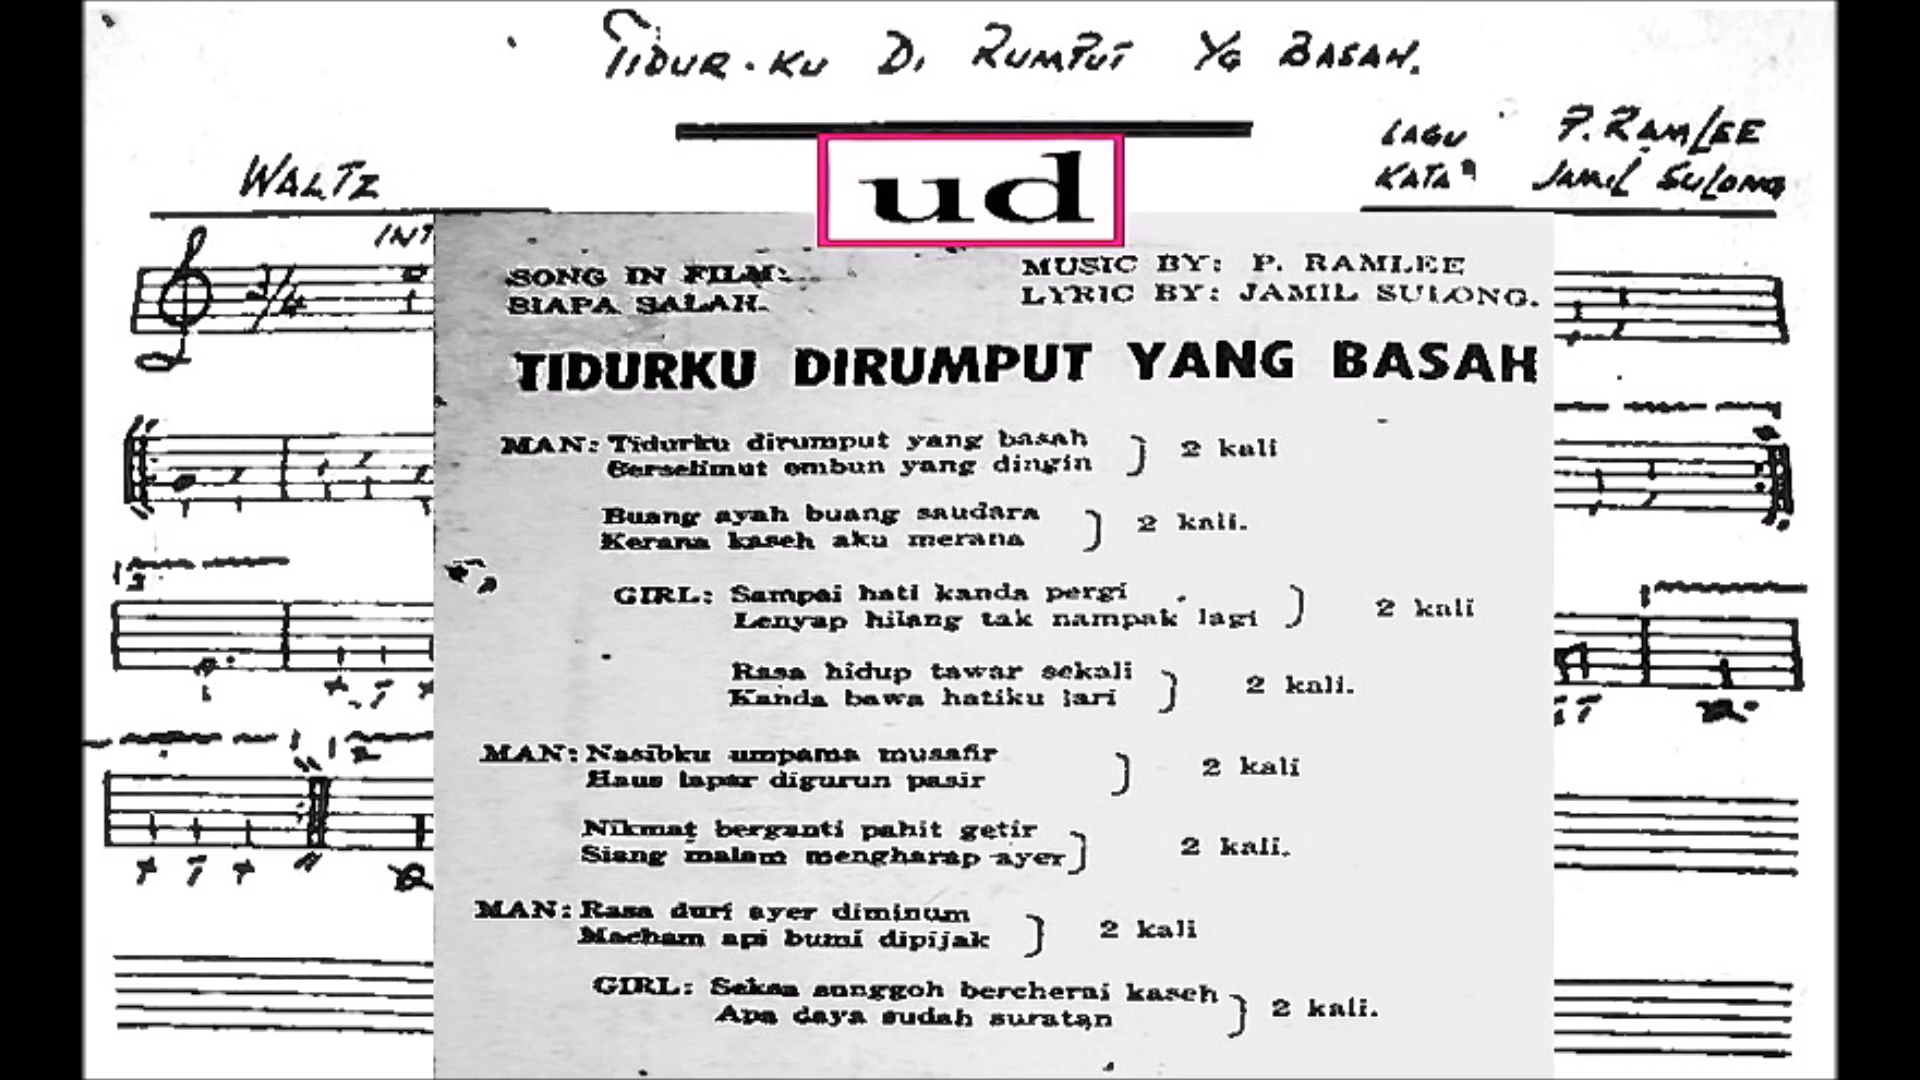 TIDUR-KU DI RUMPUT YG BASAH.
LAGU P. RAMLEE
KATA² JAMIL SULONG
WALTZ
ud
INT
SONG IN FILM:
SIAPA SALAH.
MUSIC BY: P. RAMLEE
LYRIC BY: JAMIL SULONG.
TIDURKU DIRUMPUT YANG BASAH
MAN: Tidurku dirumput yang basah
Berselimut ombun yang dingin } 2 kali
Buang ayah buang saudara
Kerana kaseh aku merana } 2 kali.
GIRL: Sampai hati kanda pergi
Lenyap hilang tak nampak lagi } 2 kali
Rasa hidup tawar sekali
Kanda bawa hatiku lari } 2 kali.
MAN: Nasibku umpama musafir
Haus lapar digurun pasir } 2 kali
Nikmat berganti pahit getir
Siang malam mengharap ayer } 2 kali.
MAN: Rasa duri ayer diminum
Macham api bumi dipijak } 2 kali
GIRL: Seksa sunggoh bercherai kaseh
Apa daya sudah suratan } 2 kali.